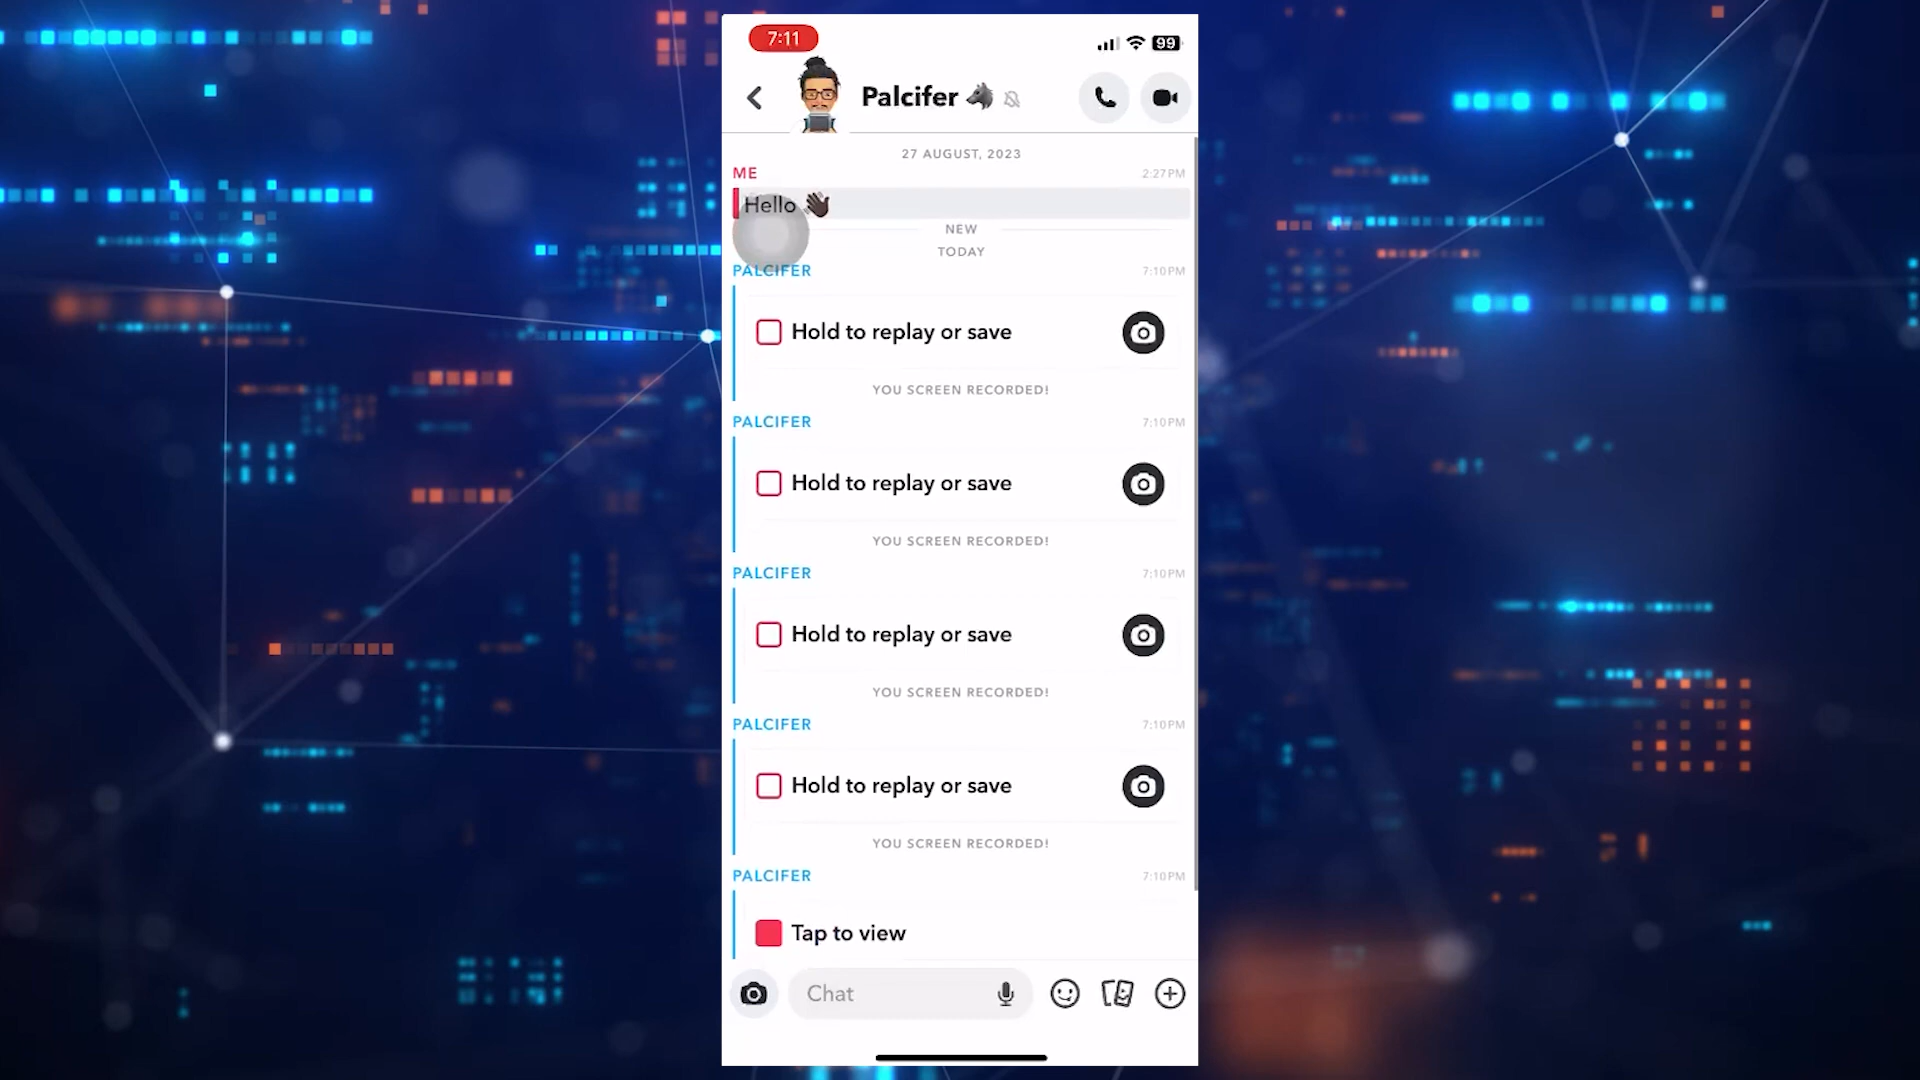 7:11
99
Palcifer
27 AUGUST, 2023
ME 2:27PM
Hello 👋🏿
NEW
TODAY
PALCIFER 7:10PM
Hold to replay or save
YOU SCREEN RECORDED!
PALCIFER 7:10PM
Hold to replay or save
YOU SCREEN RECORDED!
PALCIFER 7:10PM
Hold to replay or save
YOU SCREEN RECORDED!
PALCIFER 7:10PM
Hold to replay or save
YOU SCREEN RECORDED!
PALCIFER 7:10PM
Tap to view
Chat